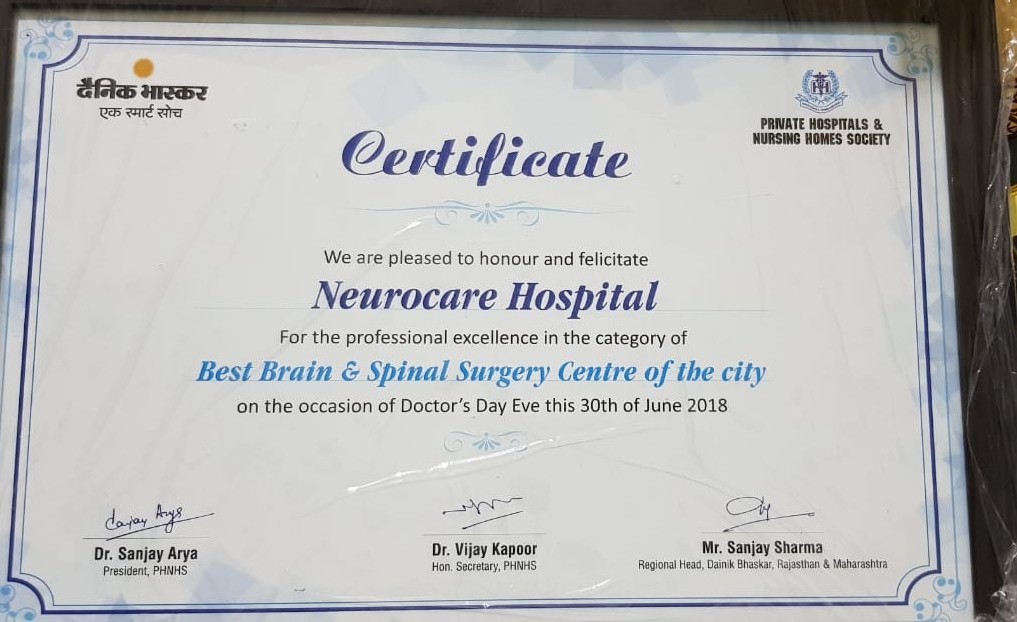 दैनिक भास्कर
एक स्मार्ट सोच
PRIVATE HOSPITALS &
NURSING HOMES SOCIETY
Certificate
We are pleased to honour and felicitate
Neurocare Hospital
For the professional excellence in the category of
Best Brain & Spinal Surgery Centre of the city
on the occasion of Doctor's Day Eve this 30th of June 2018
Sanjay Arya
Dr. Sanjay Arya
President, PHNHS
Dr. Vijay Kapoor
Hon. Secretary, PHNHS
Mr. Sanjay Sharma
Regional Head, Dainik Bhaskar, Rajasthan & Maharashtra